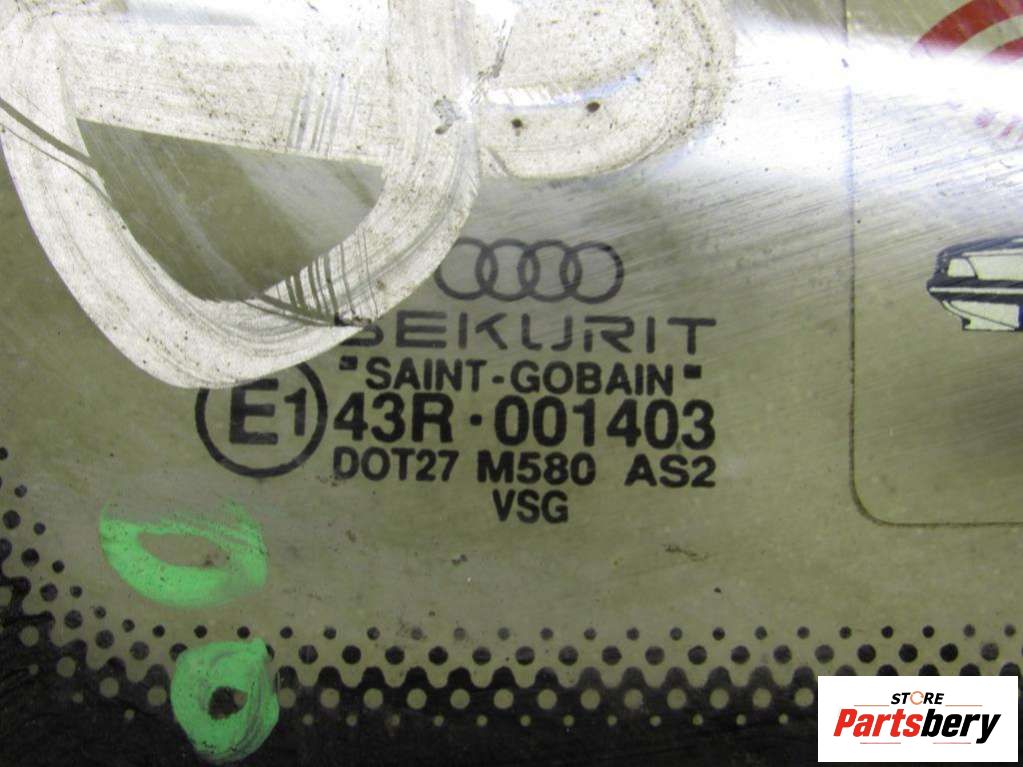 SEKURIT
"SAINT-GOBAIN"
E1 43R·001403
DOT27 M580 AS2
VSG
STORE
Partsbery